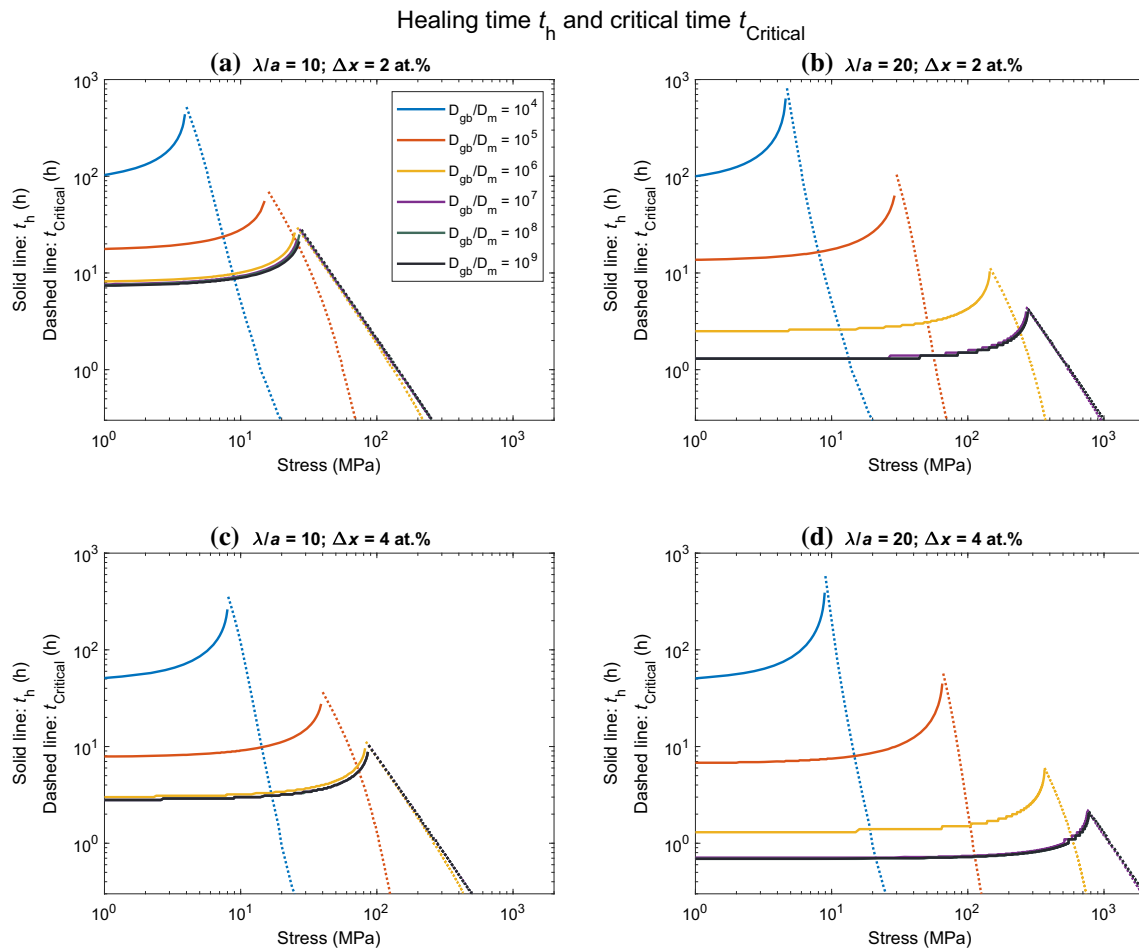 Healing time t_h and critical time t_Critical
(a) λ/a = 10; Δx = 2 at.%
Solid line: t_h (h)
Dashed line: t_Critical (h)
10^3
10^2
10^1
10^0
D_gb/D_m = 10^4
D_gb/D_m = 10^5
D_gb/D_m = 10^6
D_gb/D_m = 10^7
D_gb/D_m = 10^8
D_gb/D_m = 10^9
10^0 10^1 10^2 10^3
Stress (MPa)
(b) λ/a = 20; Δx = 2 at.%
Solid line: t_h (h)
Dashed line: t_Critical (h)
10^3
10^2
10^1
10^0
10^0 10^1 10^2 10^3
Stress (MPa)
(c) λ/a = 10; Δx = 4 at.%
Solid line: t_h (h)
Dashed line: t_Critical (h)
10^3
10^2
10^1
10^0
10^0 10^1 10^2 10^3
Stress (MPa)
(d) λ/a = 20; Δx = 4 at.%
Solid line: t_h (h)
Dashed line: t_Critical (h)
10^3
10^2
10^1
10^0
10^0 10^1 10^2 10^3
Stress (MPa)